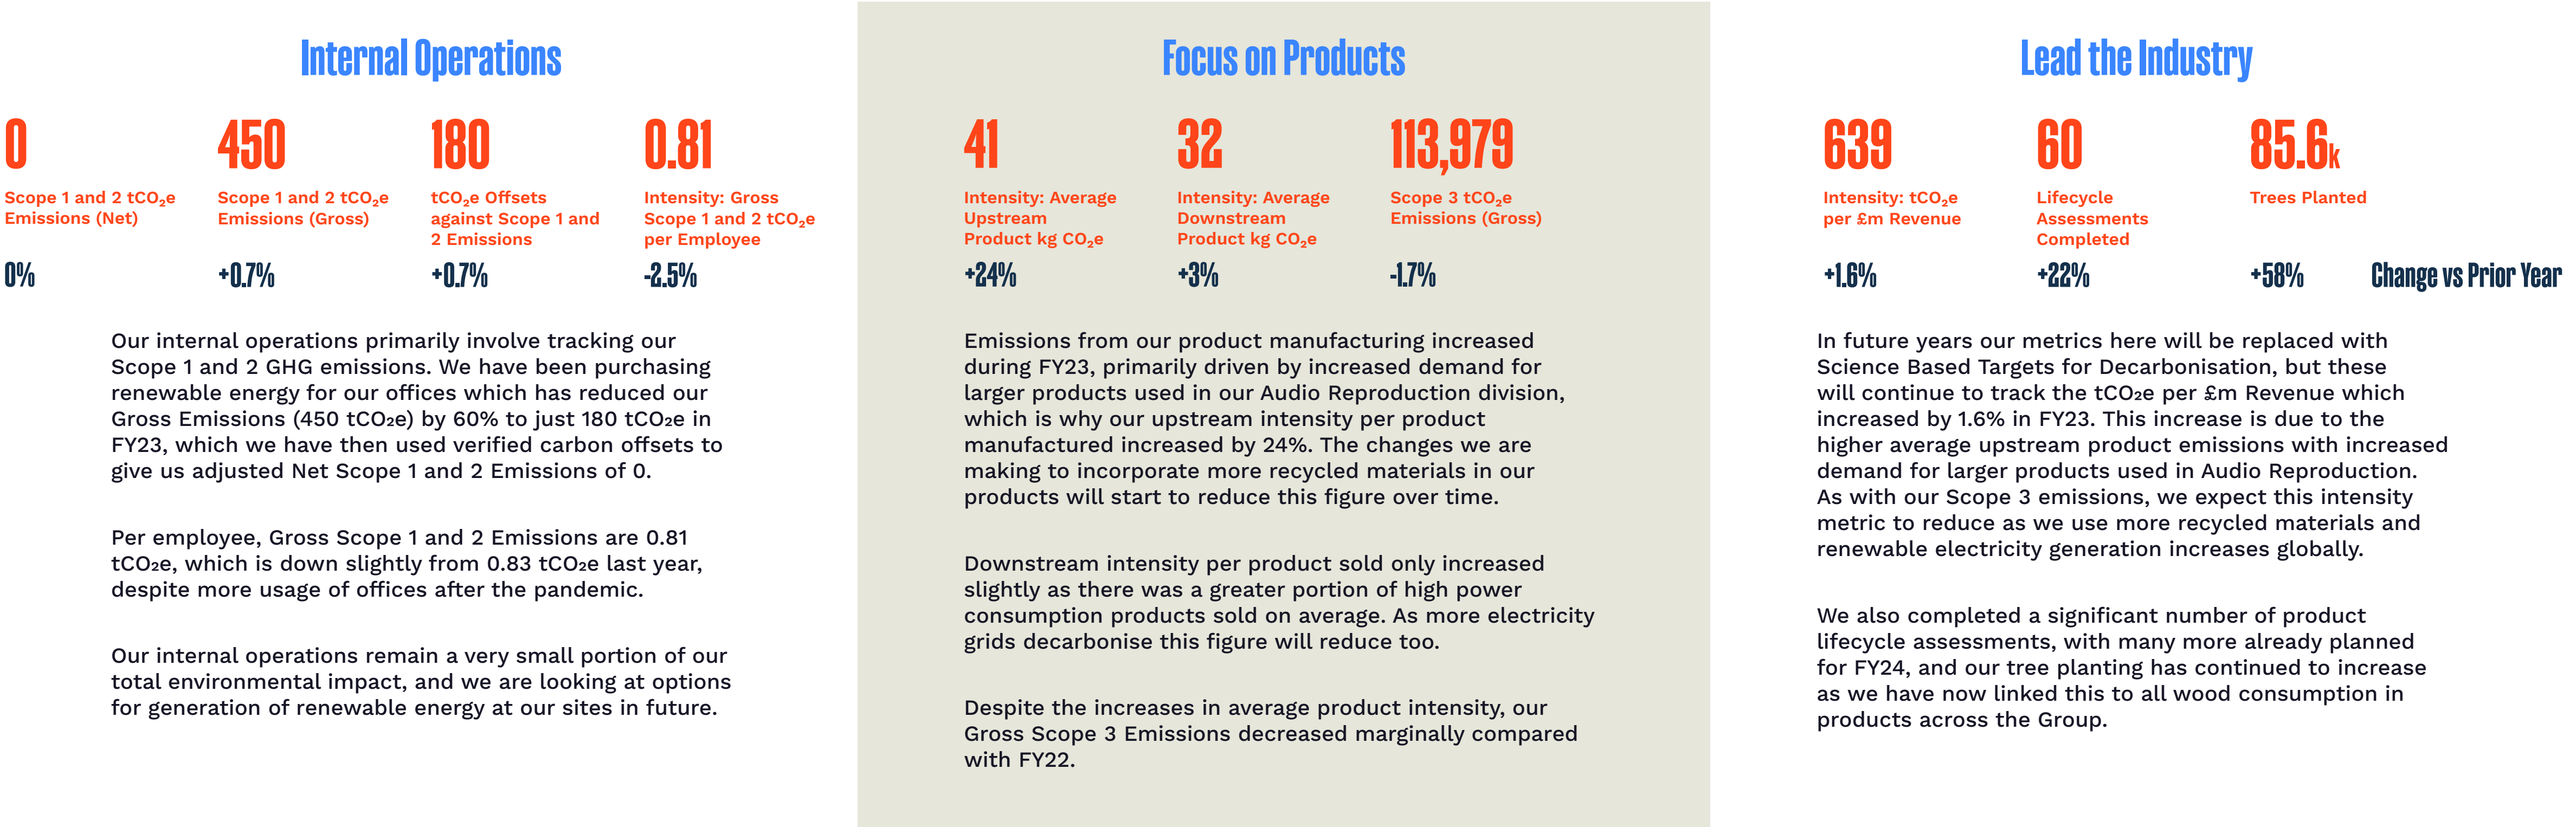 Internal Operations
0
Scope 1 and 2 tCO₂e
Emissions (Net)
0%
450
Scope 1 and 2 tCO₂e
Emissions (Gross)
+0.7%
180
tCO₂e Offsets
against Scope 1 and
2 Emissions
+0.7%
0.81
Intensity: Gross
Scope 1 and 2 tCO₂e
per Employee
-2.5%
Our internal operations primarily involve tracking our
Scope 1 and 2 GHG emissions. We have been purchasing
renewable energy for our offices which has reduced our
Gross Emissions (450 tCO₂e) by 60% to just 180 tCO₂e in
FY23, which we have then used verified carbon offsets to
give us adjusted Net Scope 1 and 2 Emissions of 0.
Per employee, Gross Scope 1 and 2 Emissions are 0.81
tCO₂e, which is down slightly from 0.83 tCO₂e last year,
despite more usage of offices after the pandemic.
Our internal operations remain a very small portion of our
total environmental impact, and we are looking at options
for generation of renewable energy at our sites in future.
Focus on Products
41
Intensity: Average
Upstream
Product kg CO₂e
+24%
32
Intensity: Average
Downstream
Product kg CO₂e
+3%
113,979
Scope 3 tCO₂e
Emissions (Gross)
-1.7%
Emissions from our product manufacturing increased
during FY23, primarily driven by increased demand for
larger products used in our Audio Reproduction division,
which is why our upstream intensity per product
manufactured increased by 24%. The changes we are
making to incorporate more recycled materials in our
products will start to reduce this figure over time.
Downstream intensity per product sold only increased
slightly as there was a greater portion of high power
consumption products sold on average. As more electricity
grids decarbonise this figure will reduce too.
Despite the increases in average product intensity, our
Gross Scope 3 Emissions decreased marginally compared
with FY22.
Lead the Industry
639
Intensity: tCO₂e
per £m Revenue
+1.6%
60
Lifecycle
Assessments
Completed
+22%
85.6k
Trees Planted
+58%
Change vs Prior Year
In future years our metrics here will be replaced with
Science Based Targets for Decarbonisation, but these
will continue to track the tCO₂e per £m Revenue which
increased by 1.6% in FY23. This increase is due to the
higher average upstream product emissions with increased
demand for larger products used in Audio Reproduction.
As with our Scope 3 emissions, we expect this intensity
metric to reduce as we use more recycled materials and
renewable electricity generation increases globally.
We also completed a significant number of product
lifecycle assessments, with many more already planned
for FY24, and our tree planting has continued to increase
as we have now linked this to all wood consumption in
products across the Group.